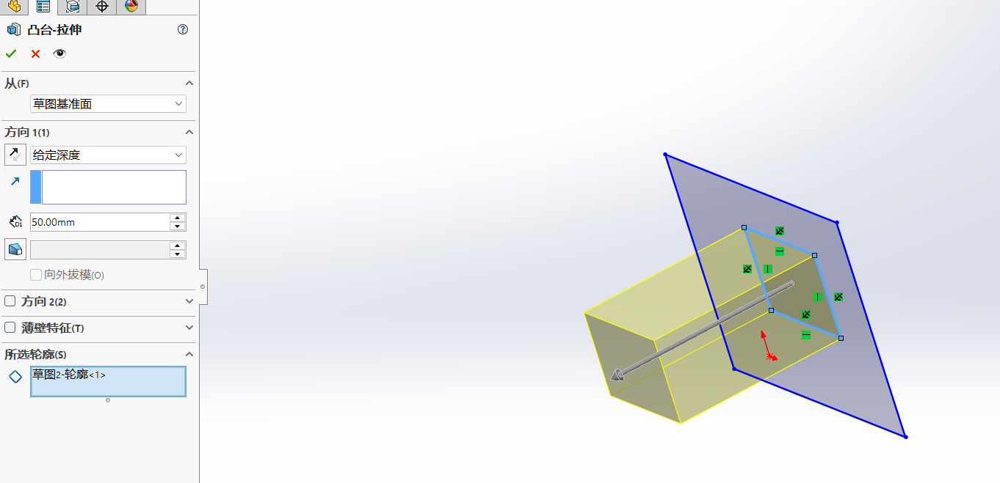 凸台-拉伸
从(F)
草图基准面
方向 1(1)
给定深度
D1
50.00mm
向外拔模(O)
方向 2(2)
薄壁特征(T)
所选轮廓(S)
草图2-轮廓<1>